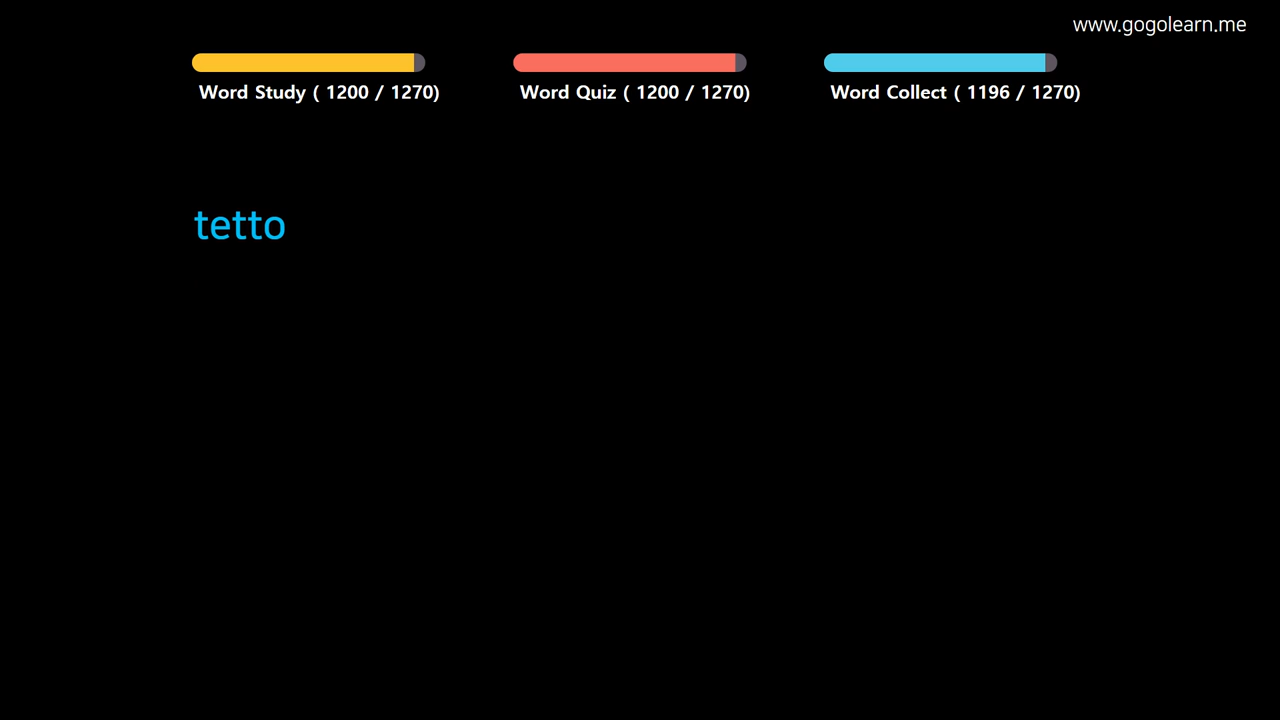 www.gogolearn.me
Word Study ( 1200 / 1270)
Word Quiz ( 1200 / 1270)
Word Collect ( 1196 / 1270)
tetto